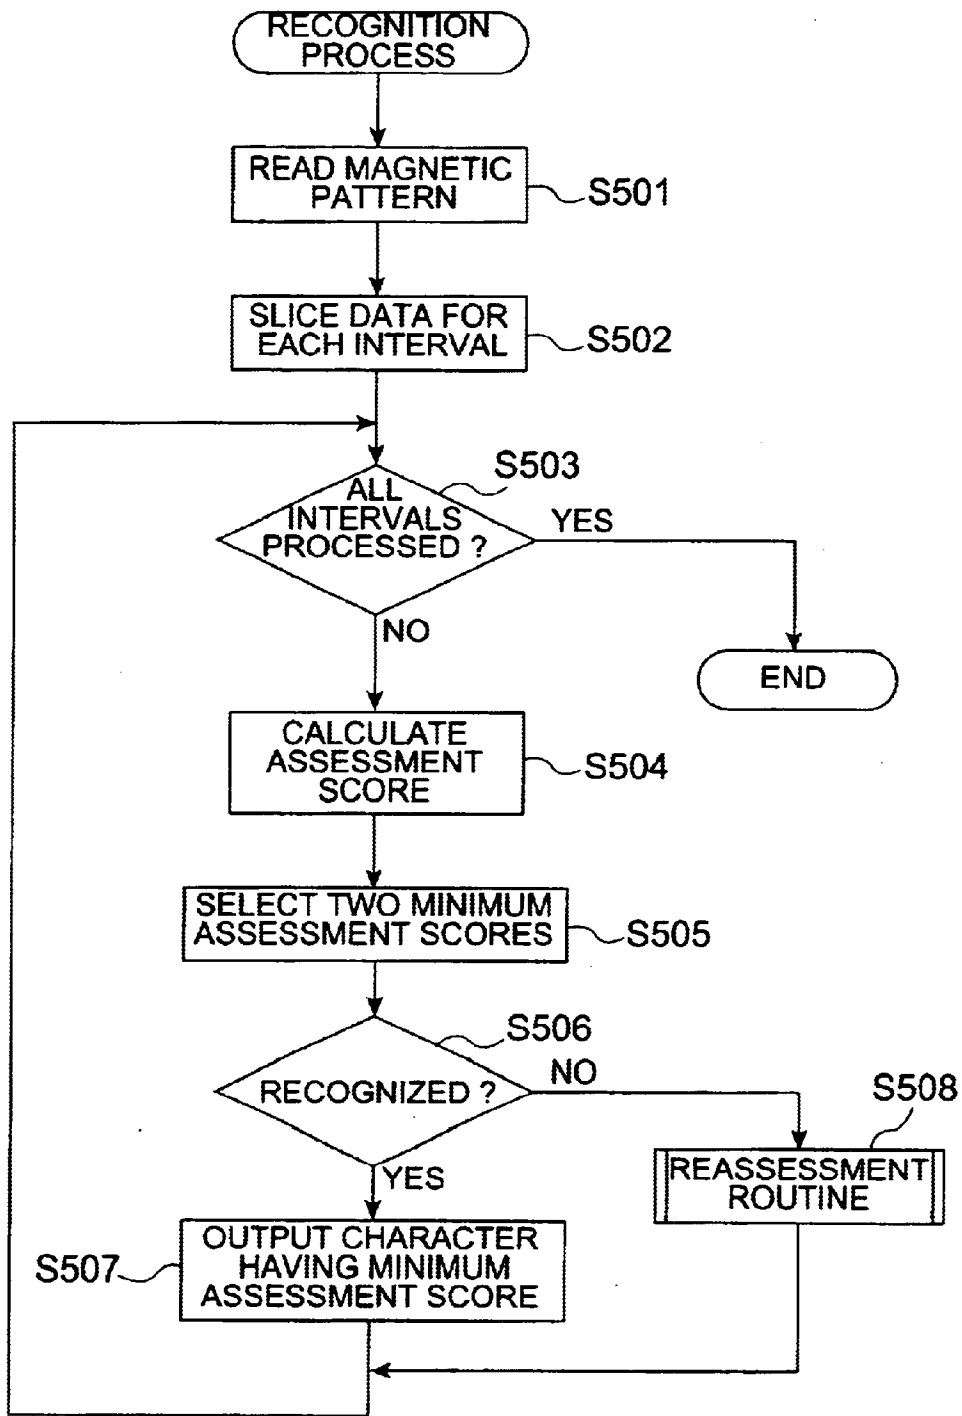 RECOGNITION
PROCESS
READ MAGNETIC
PATTERN
S501
SLICE DATA FOR
EACH INTERVAL
S502
S503
ALL
INTERVALS
PROCESSED ?
YES
NO
END
CALCULATE
ASSESSMENT
SCORE
S504
SELECT TWO MINIMUM
ASSESSMENT SCORES
S505
S506
RECOGNIZED ?
NO
S508
YES
REASSESSMENT
ROUTINE
S507
OUTPUT CHARACTER
HAVING MINIMUM
ASSESSMENT SCORE